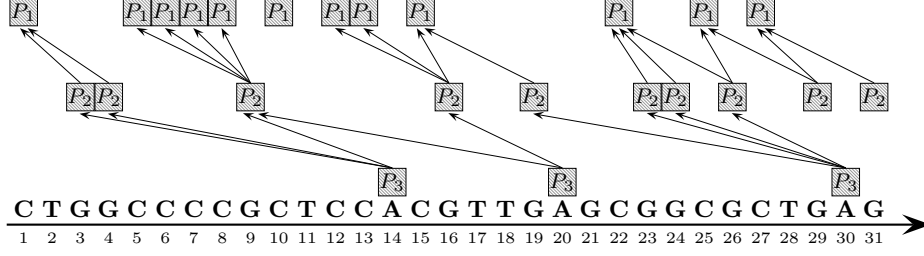 P₁ P₁ P₁ P₁ P₁ P₁ P₁ P₁ P₁ P₁ P₁ P₁
P₂ P₂ P₂ P₂ P₂ P₂ P₂ P₂ P₂ P₂
P₃ P₃ P₃
C T G G C C C C G C T C C A C G T T G A G C G G C G C T G A G
1 2 3 4 5 6 7 8 9 10 11 12 13 14 15 16 17 18 19 20 21 22 23 24 25 26 27 28 29 30 31